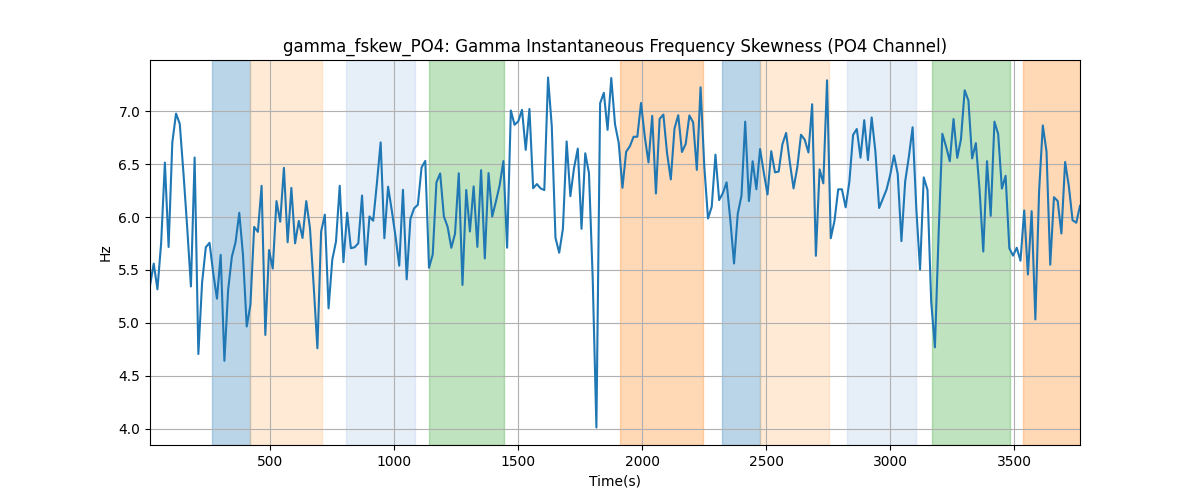 gamma_fskew_PO4: Gamma Instantaneous Frequency Skewness (PO4 Channel)
Hz
7.0
6.5
6.0
5.5
5.0
4.5
4.0
500 1000 1500 2000 2500 3000 3500
Time(s)